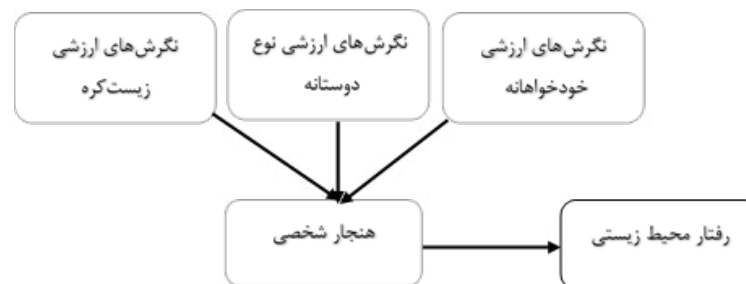 نگرش‌های ارزشی
خودخواهانه
نگرش‌های ارزشی نوع
دوستانه
نگرش‌های ارزشی
زیست‌کره
هنجار شخصی
رفتار محیط زیستی